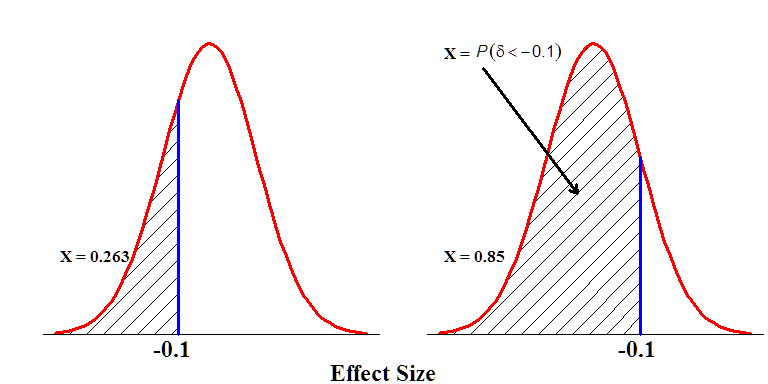 X = P(δ < −0.1)
X = 0.263
X = 0.85
-0.1
-0.1
Effect Size